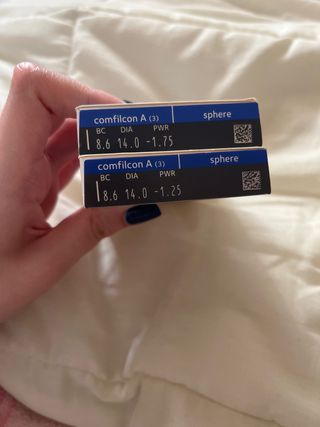 comfilcon A (3) sphere
BC DIA PWR
8.6 14.0 -1.75
comfilcon A (3) sphere
BC DIA PWR
8.6 14.0 -1.25